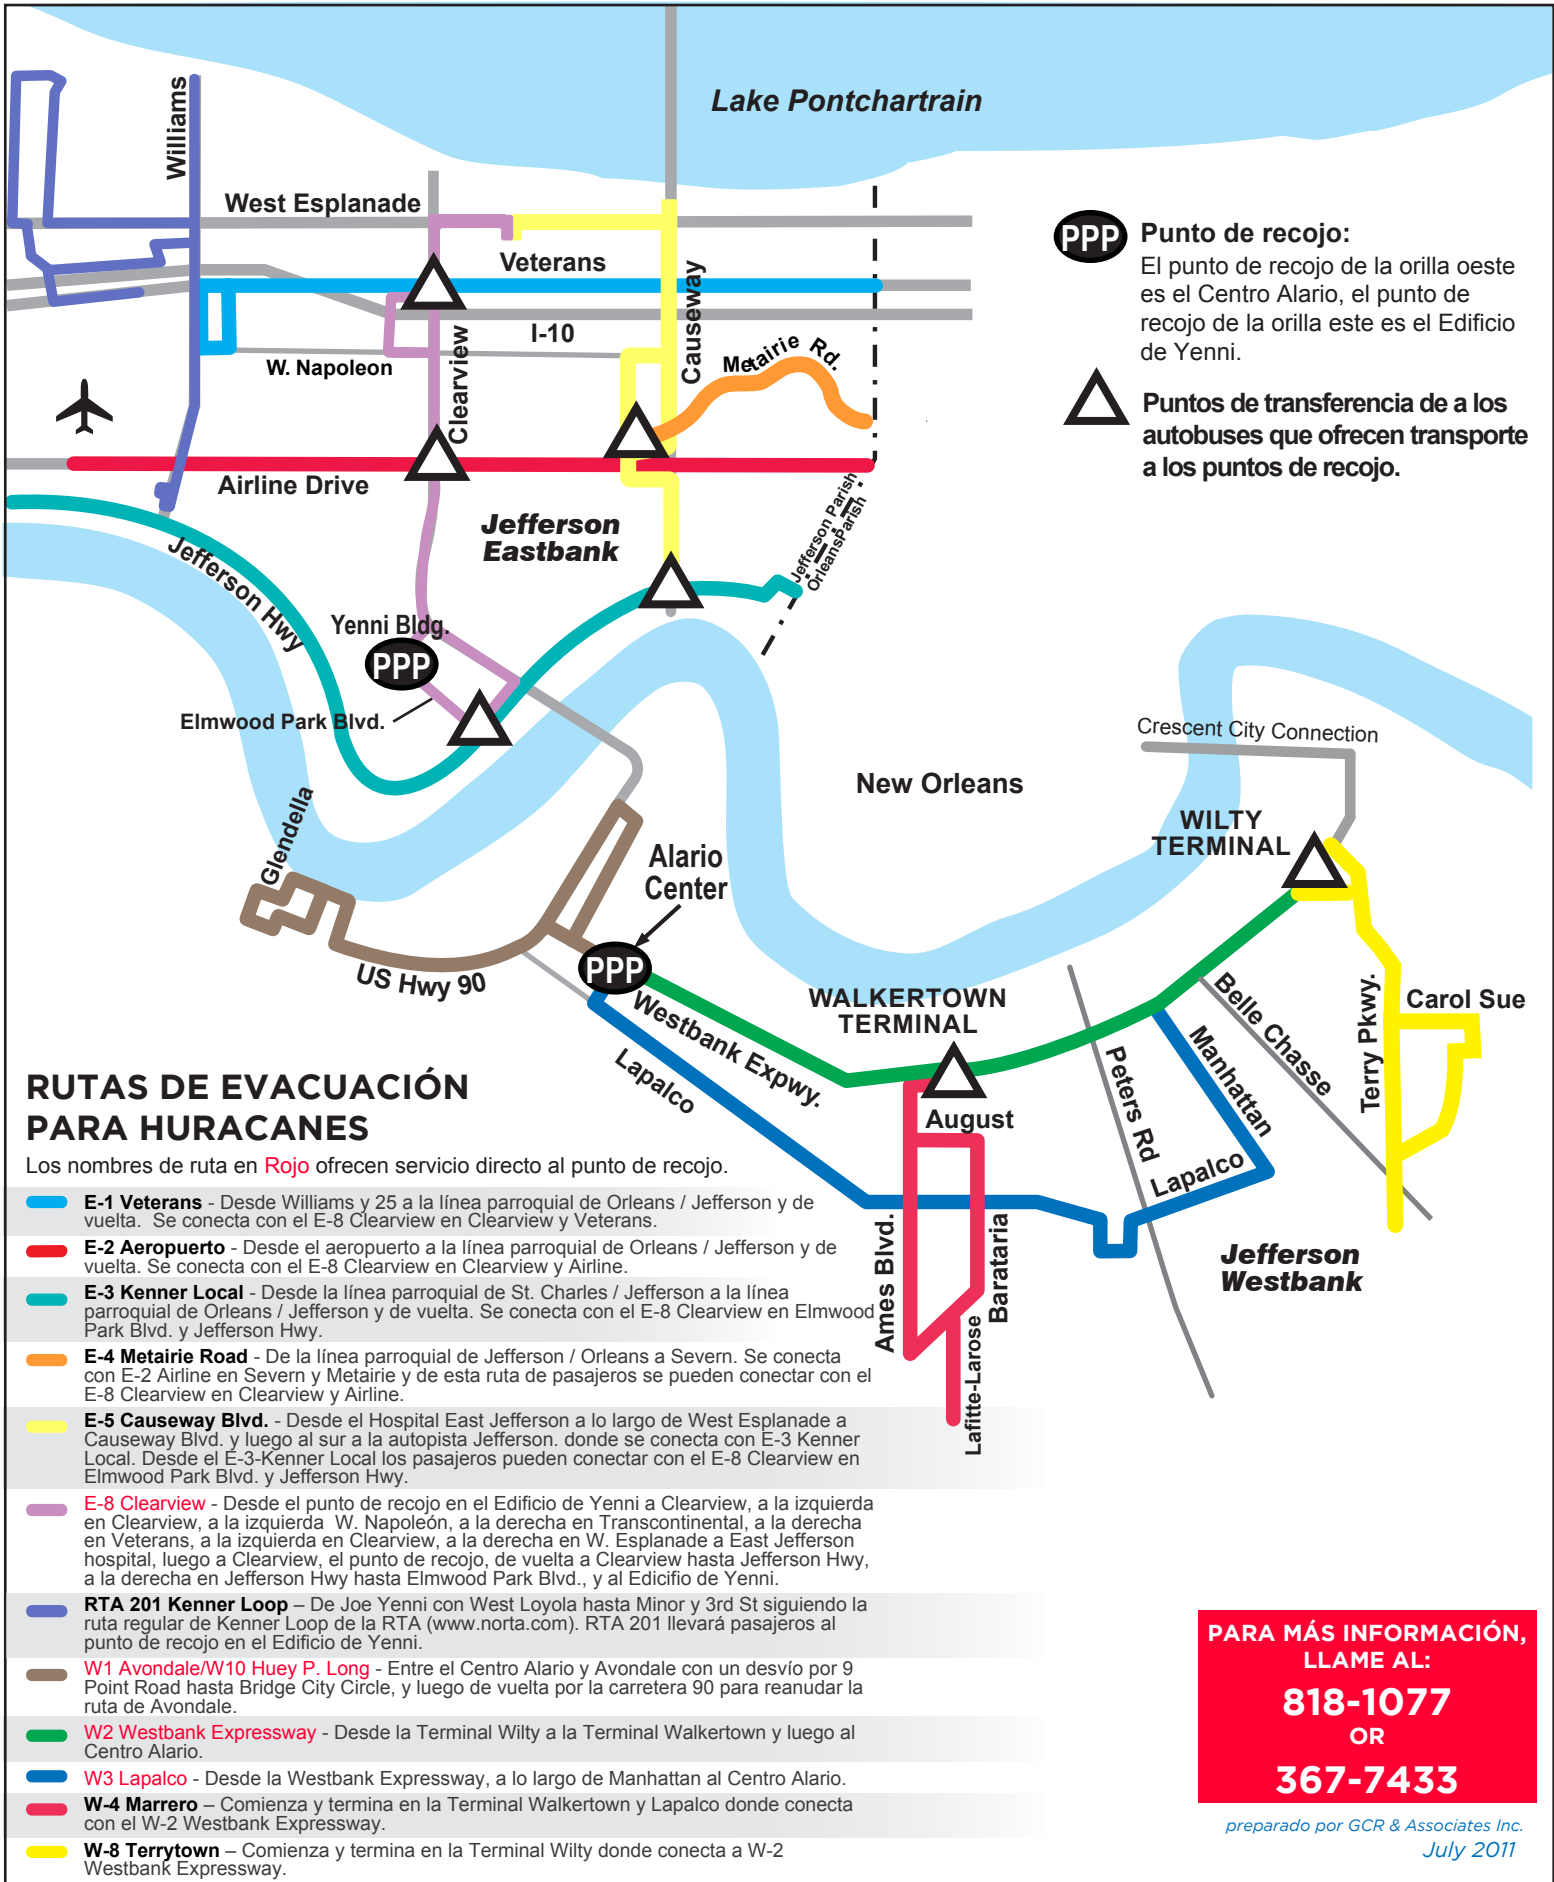 Lake Pontchartrain
Williams
West Esplanade
Veterans
I-10
W. Napoleon
Clearview
Causeway
Metairie Rd.
Airline Drive
Jefferson
Eastbank
Jefferson Parish
OrleansParish
Jefferson Hwy
Yenni Bldg.
PPP
Elmwood Park Blvd.
PPP
Punto de recojo:
El punto de recojo de la orilla oeste
es el Centro Alario, el punto de
recojo de la orilla este es el Edificio
de Yenni.
Puntos de transferencia de a los
autobuses que ofrecen transporte
a los puntos de recojo.
Crescent City Connection
New Orleans
WILTY
TERMINAL
Glendella
Alario
Center
PPP
US Hwy 90
Westbank Expwy.
Lapalco
WALKERTOWN
TERMINAL
August
Peters Rd
Manhattan
Belle Chasse
Terry Pkwy.
Carol Sue
Lapalco
Ames Blvd.
Barataria
Lafitte-Larose
Jefferson
Westbank
RUTAS DE EVACUACIÓN
PARA HURACANES
Los nombres de ruta en Rojo ofrecen servicio directo al punto de recojo.
E-1 Veterans - Desde Williams y 25 a la línea parroquial de Orleans / Jefferson y de
vuelta. Se conecta con el E-8 Clearview en Clearview y Veterans.
E-2 Aeropuerto - Desde el aeropuerto a la línea parroquial de Orleans / Jefferson y de
vuelta. Se conecta con el E-8 Clearview en Clearview y Airline.
E-3 Kenner Local - Desde la línea parroquial de St. Charles / Jefferson a la línea
parroquial de Orleans / Jefferson y de vuelta. Se conecta con el E-8 Clearview en Elmwood
Park Blvd. y Jefferson Hwy.
E-4 Metairie Road - De la línea parroquial de Jefferson / Orleans a Severn. Se conecta
con E-2 Airline en Severn y Metairie y de esta ruta de pasajeros se pueden conectar con el
E-8 Clearview en Clearview y Airline.
E-5 Causeway Blvd. - Desde el Hospital East Jefferson a lo largo de West Esplanade a
Causeway Blvd. y luego al sur a la autopista Jefferson. donde se conecta con E-3 Kenner
Local. Desde el E-3-Kenner Local los pasajeros pueden conectar con el E-8 Clearview en
Elmwood Park Blvd. y Jefferson Hwy.
E-8 Clearview - Desde el punto de recojo en el Edificio de Yenni a Clearview, a la izquierda
en Clearview, a la izquierda W. Napoleón, a la derecha en Transcontinental, a la derecha
en Veterans, a la izquierda en Clearview, a la derecha en W. Esplanade a East Jefferson
hospital, luego a Clearview, el punto de recojo, de vuelta a Clearview hasta Jefferson Hwy,
a la derecha en Jefferson Hwy hasta Elmwood Park Blvd., y al Edicifio de Yenni.
RTA 201 Kenner Loop – De Joe Yenni con West Loyola hasta Minor y 3rd St siguiendo la
ruta regular de Kenner Loop de la RTA (www.norta.com). RTA 201 llevará pasajeros al
punto de recojo en el Edificio de Yenni.
W1 Avondale/W10 Huey P. Long - Entre el Centro Alario y Avondale con un desvío por 9
Point Road hasta Bridge City Circle, y luego de vuelta por la carretera 90 para reanudar la
ruta de Avondale.
W2 Westbank Expressway - Desde la Terminal Wilty a la Terminal Walkertown y luego al
Centro Alario.
W3 Lapalco - Desde la Westbank Expressway, a lo largo de Manhattan al Centro Alario.
W-4 Marrero – Comienza y termina en la Terminal Walkertown y Lapalco donde conecta
con el W-2 Westbank Expressway.
W-8 Terrytown – Comienza y termina en la Terminal Wilty donde conecta a W-2
Westbank Expressway.
PARA MÁS INFORMACIÓN,
LLAME AL:
818-1077
OR
367-7433
preparado por GCR & Associates Inc.
July 2011